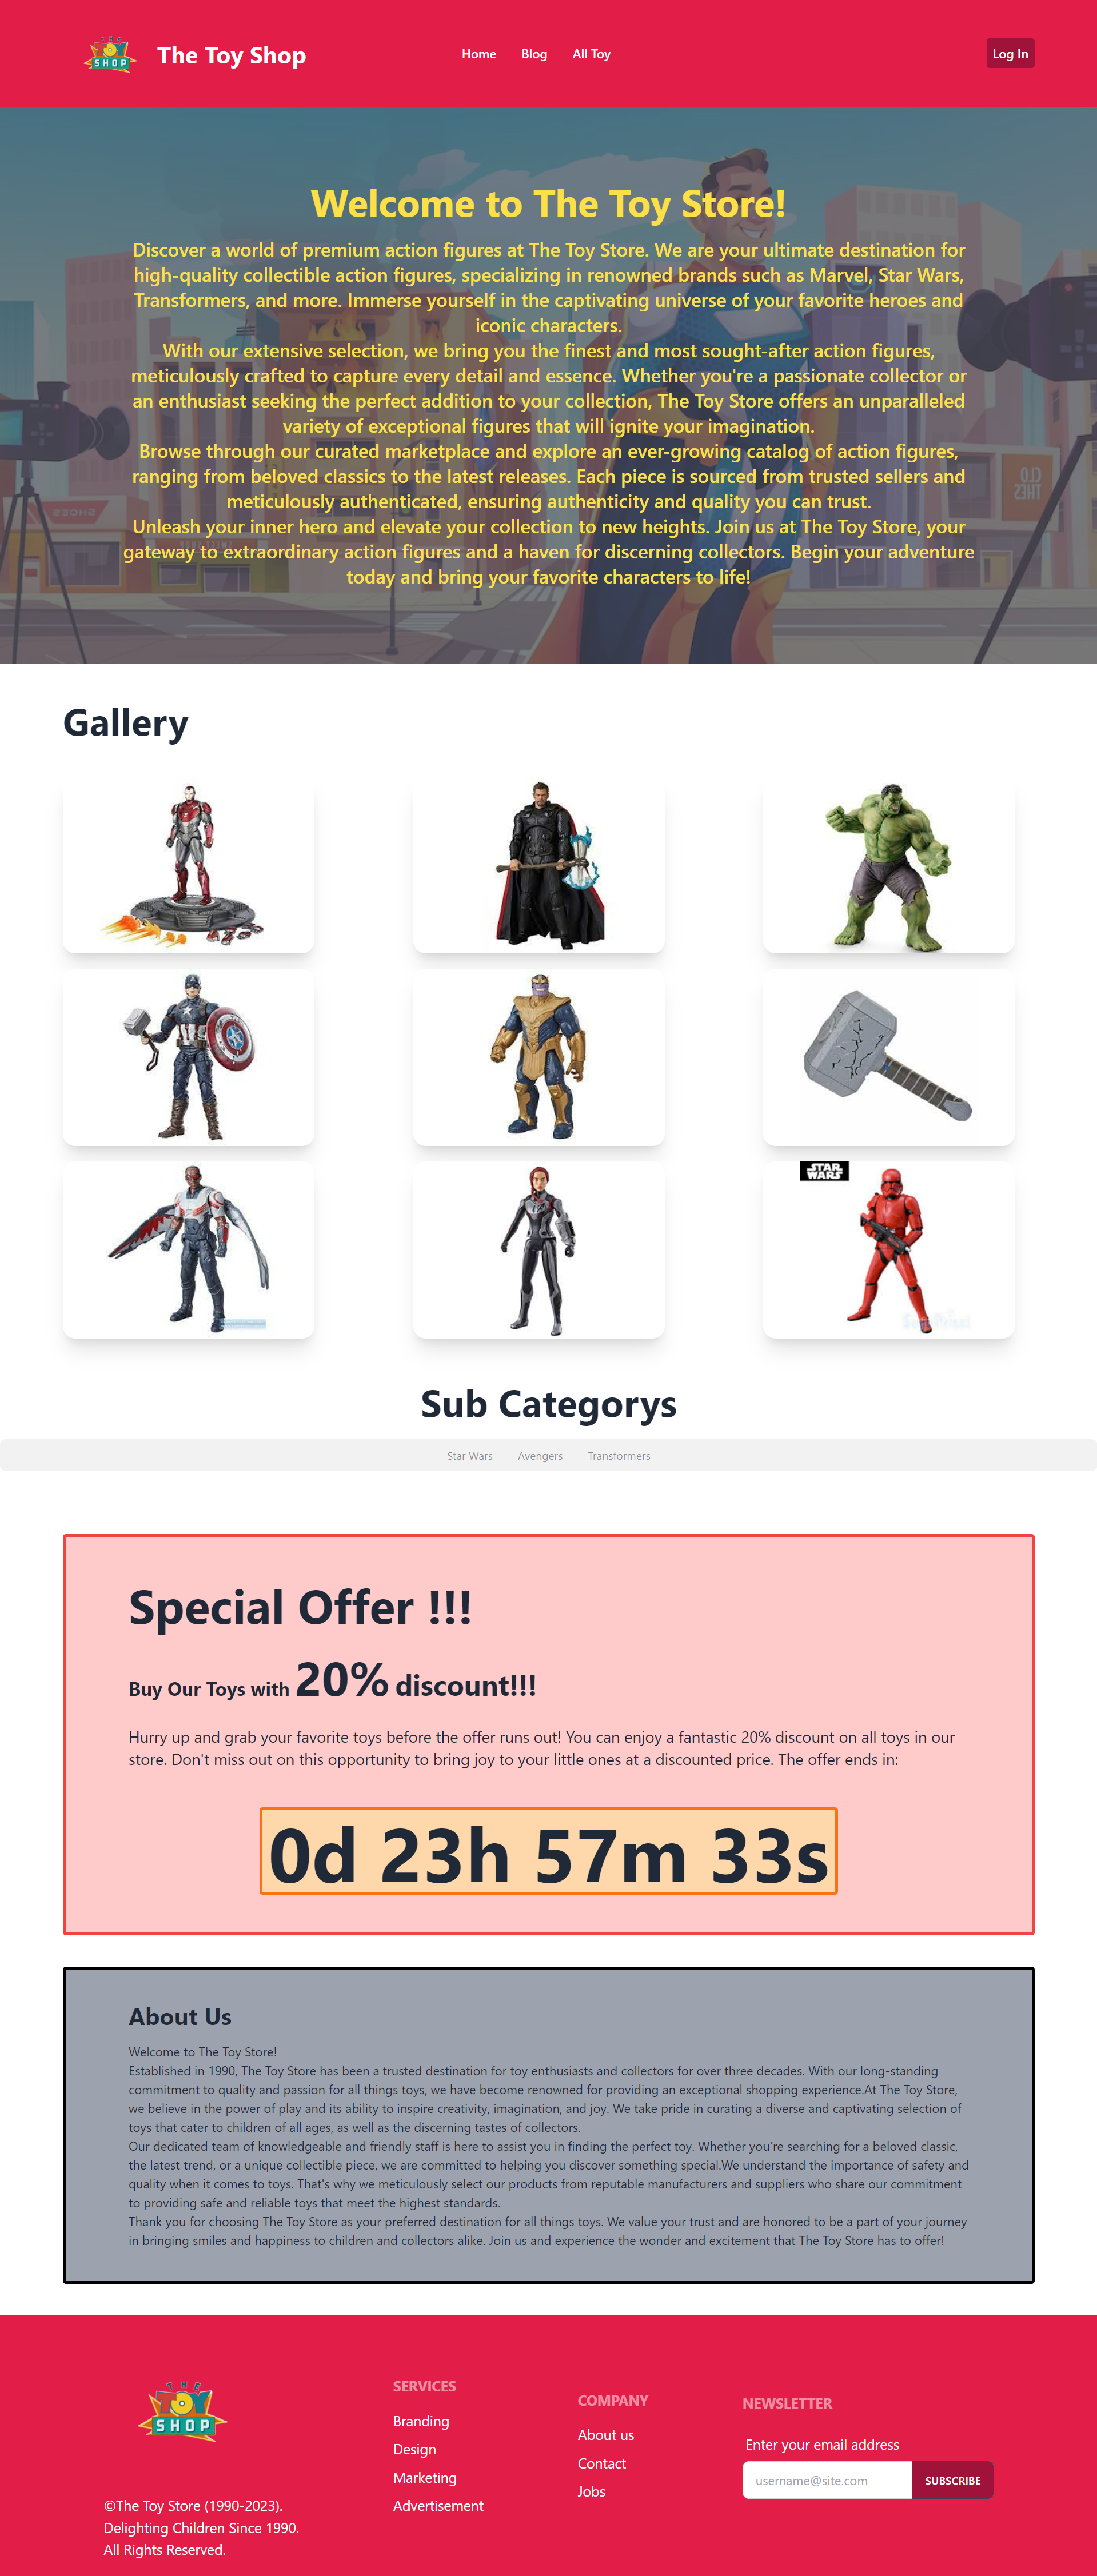 THE
TOY
SHOP
The Toy Shop
Home
Blog
All Toy
Log In
Welcome to The Toy Store!
Discover a world of premium action figures at The Toy Store. We are your ultimate destination for
high-quality collectible action figures, specializing in renowned brands such as Marvel, Star Wars,
Transformers, and more. Immerse yourself in the captivating universe of your favorite heroes and
iconic characters.
With our extensive selection, we bring you the finest and most sought-after action figures,
meticulously crafted to capture every detail and essence. Whether you're a passionate collector or
an enthusiast seeking the perfect addition to your collection, The Toy Store offers an unparalleled
variety of exceptional figures that will ignite your imagination.
Browse through our curated marketplace and explore an ever-growing catalog of action figures,
ranging from beloved classics to the latest releases. Each piece is sourced from trusted sellers and
meticulously authenticated, ensuring authenticity and quality you can trust.
Unleash your inner hero and elevate your collection to new heights. Join us at The Toy Store, your
gateway to extraordinary action figures and a haven for discerning collectors. Begin your adventure
today and bring your favorite characters to life!
SHOES
CLO
THES
Gallery
STAR
WARS
Sub Categorys
Star Wars
Avengers
Transformers
Special Offer !!!
Buy Our Toys with 20% discount!!!
Hurry up and grab your favorite toys before the offer runs out! You can enjoy a fantastic 20% discount on all toys in our
store. Don't miss out on this opportunity to bring joy to your little ones at a discounted price. The offer ends in:
0d 23h 57m 33s
About Us
Welcome to The Toy Store!
Established in 1990, The Toy Store has been a trusted destination for toy enthusiasts and collectors for over three decades. With our long-standing
commitment to quality and passion for all things toys, we have become renowned for providing an exceptional shopping experience.At The Toy Store,
we believe in the power of play and its ability to inspire creativity, imagination, and joy. We take pride in curating a diverse and captivating selection of
toys that cater to children of all ages, as well as the discerning tastes of collectors.
Our dedicated team of knowledgeable and friendly staff is here to assist you in finding the perfect toy. Whether you're searching for a beloved classic,
the latest trend, or a unique collectible piece, we are committed to helping you discover something special.We understand the importance of safety and
quality when it comes to toys. That's why we meticulously select our products from reputable manufacturers and suppliers who share our commitment
to providing safe and reliable toys that meet the highest standards.
Thank you for choosing The Toy Store as your preferred destination for all things toys. We value your trust and are honored to be a part of your journey
in bringing smiles and happiness to children and collectors alike. Join us and experience the wonder and excitement that The Toy Store has to offer!
THE
TOY
SHOP
©The Toy Store (1990-2023).
Delighting Children Since 1990.
All Rights Reserved.
SERVICES
Branding
Design
Marketing
Advertisement
COMPANY
About us
Contact
Jobs
NEWSLETTER
Enter your email address
username@site.com
SUBSCRIBE